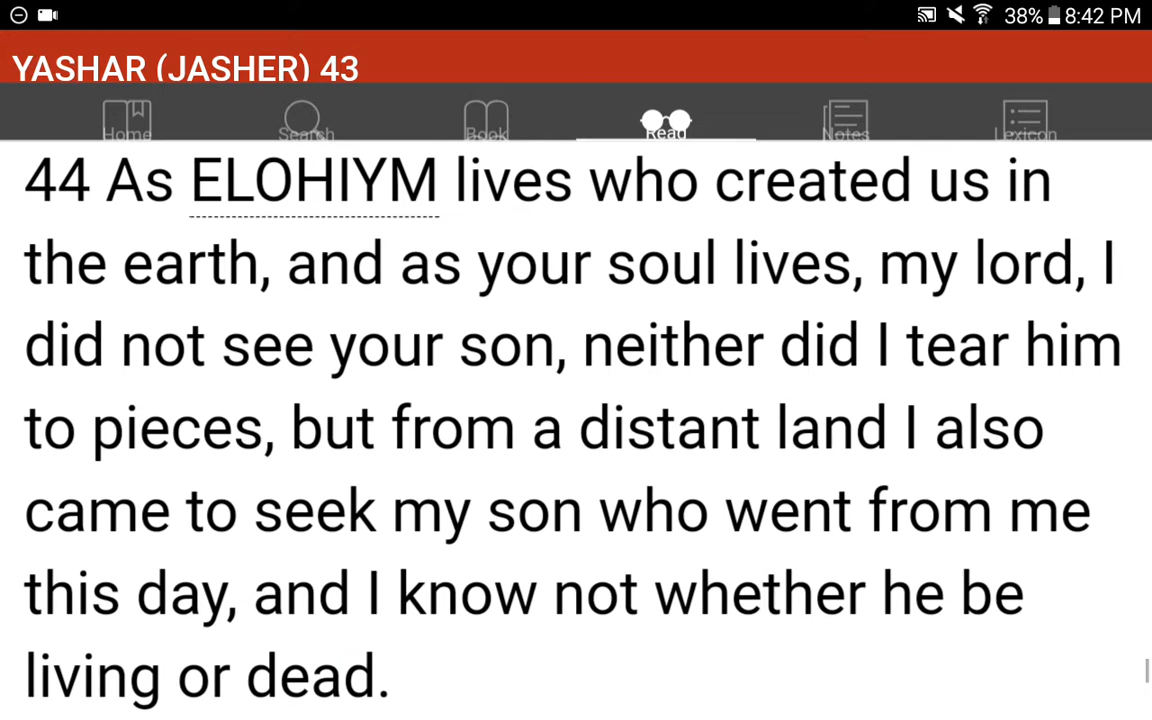 38% 8:42 PM
YASHAR (JASHER) 43
Home Search Book Read Notes Lexicon
44 As ELOHIYM lives who created us in
the earth, and as your soul lives, my lord, I
did not see your son, neither did I tear him
to pieces, but from a distant land I also
came to seek my son who went from me
this day, and I know not whether he be
living or dead.